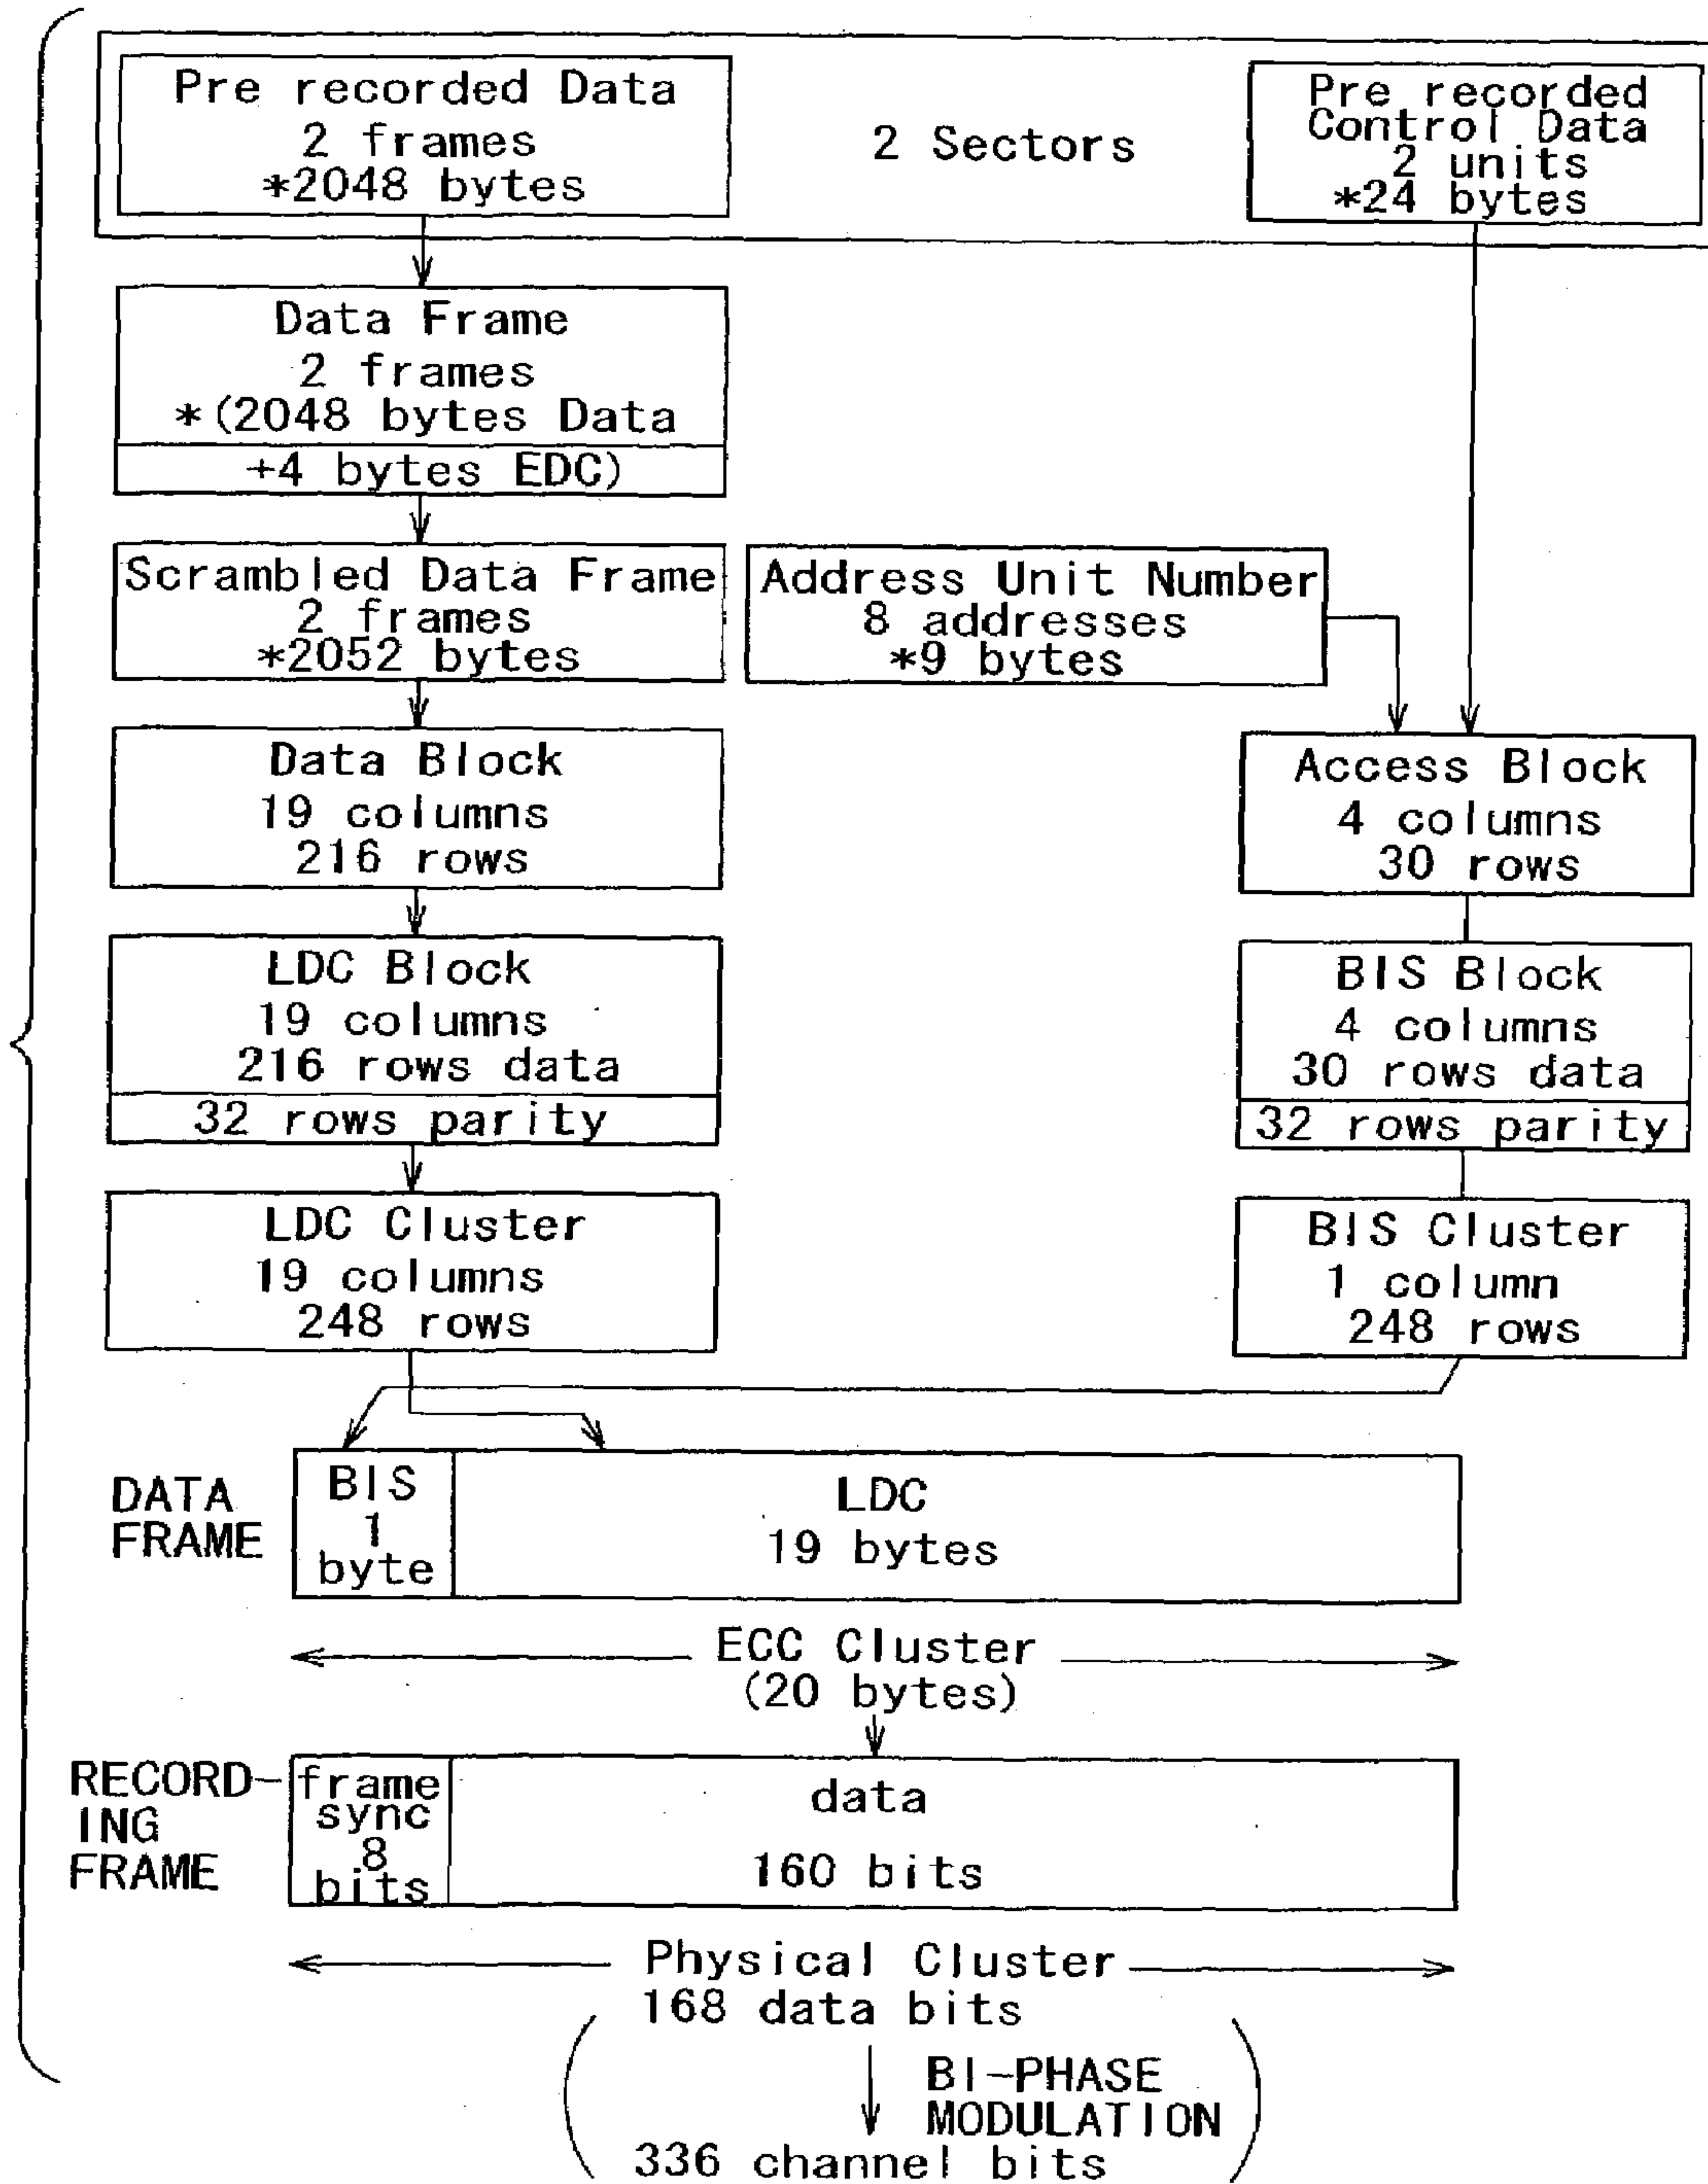 Pre recorded Data
2 frames
*2048 bytes
2 Sectors
Pre recorded
Control Data
2 units
*24 bytes
Data Frame
2 frames
*(2048 bytes Data
+4 bytes EDC)
Scrambled Data Frame
2 frames
*2052 bytes
Address Unit Number
8 addresses
*9 bytes
Data Block
19 columns
216 rows
Access Block
4 columns
30 rows
LDC Block
19 columns
216 rows data
32 rows parity
BIS Block
4 columns
30 rows data
32 rows parity
LDC Cluster
19 columns
248 rows
BIS Cluster
1 column
248 rows
DATA
FRAME
BIS
1
byte
LDC
19 bytes
ECC Cluster
(20 bytes)
RECORD-
ING
FRAME
frame
sync
8
bits
data
160 bits
Physical Cluster
168 data bits
BI-PHASE
MODULATION
336 channel bits